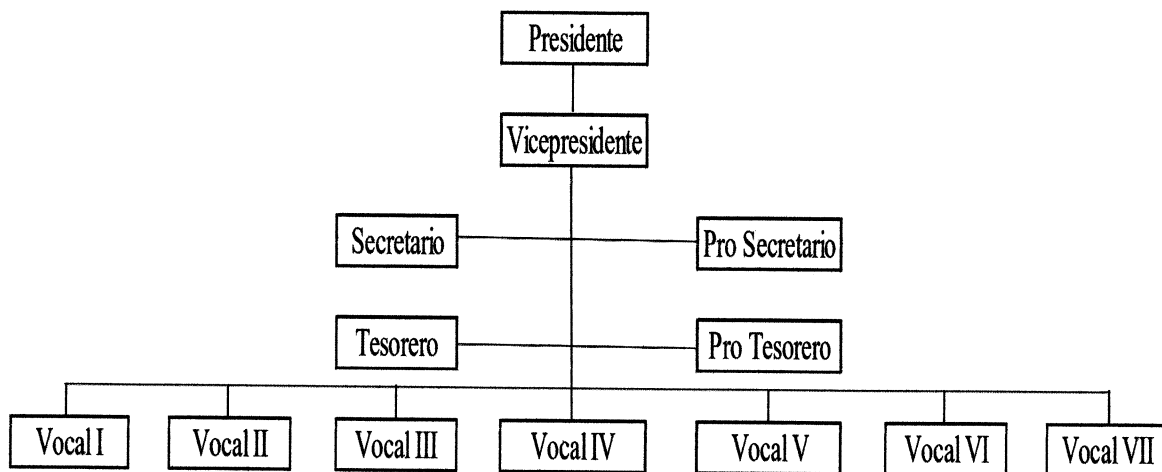 Presidente
Vicepresidente
Secretario
Pro Secretario
Tesorero
Pro Tesorero
Vocal I
Vocal II
Vocal III
Vocal IV
Vocal V
Vocal VI
Vocal VII